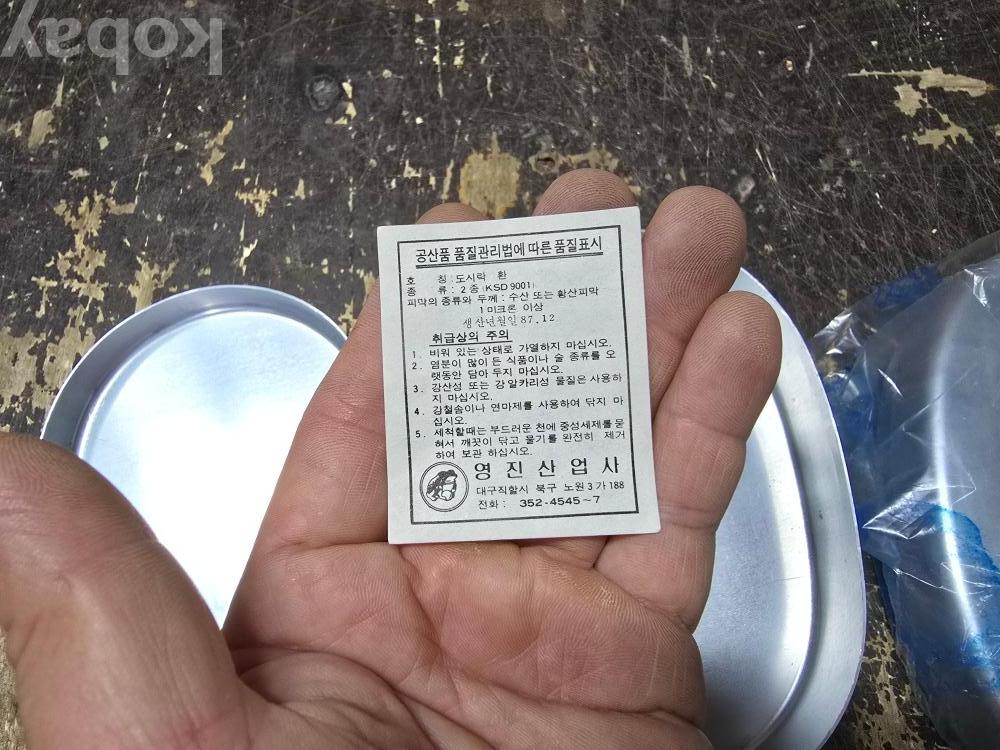 kobay
공산품 품질관리법에 따른 품질표시
호 칭 : 도시락 환
종 류 : 2 종 (KSD 9001)
피막의 종류와 두께 : 수산 또는 황산피막
1 미크론 이상
생산년월일 87. 12.
취급상의 주의
1. 비워 있는 상태로 가열하지 마십시오.
2. 염분이 많이 든 식품이나 술 종류를 오
랫동안 담아 두지 마십시오.
3. 강산성 또는 강알카리성 물질은 사용하
지 마십시오.
4. 강철솜이나 연마제를 사용하여 닦지 마
십시오.
5. 세척할때는 부드러운 천에 중성세제를 묻
혀서 깨끗이 닦고 물기를 완전히 제거
하여 보관 하십시오.
영진산업사
대구직할시 북구 노원 3 가 188
전화 : 352-4545~7